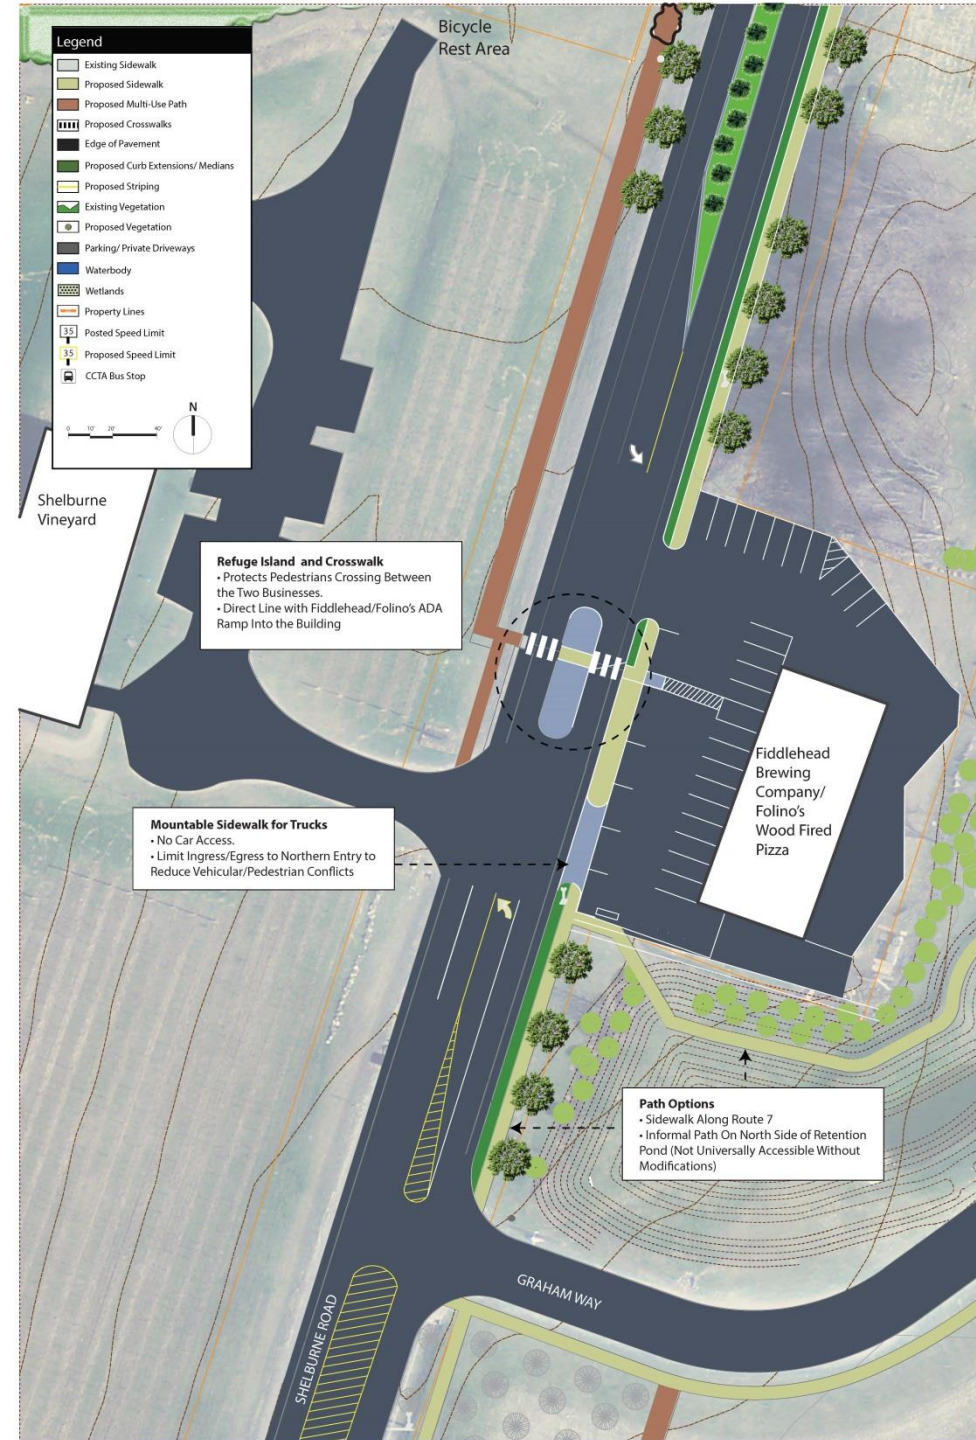 Bicycle
Rest Area
Legend
Existing Sidewalk
Proposed Sidewalk
Proposed Multi-Use Path
Proposed Crosswalks
Edge of Pavement
Proposed Curb Extensions/ Medians
Proposed Striping
Existing Vegetation
Proposed Vegetation
Parking/ Private Driveways
Waterbody
Wetlands
Property Lines
35 Posted Speed Limit
35 Proposed Speed Limit
CCTA Bus Stop
N
0 10' 20' 40'
Shelburne
Vineyard
Refuge Island and Crosswalk
• Protects Pedestrians Crossing Between
the Two Businesses.
• Direct Line with Fiddlehead/Folino's ADA
Ramp Into the Building
Fiddlehead
Brewing
Company/
Folino's
Wood Fired
Pizza
Mountable Sidewalk for Trucks
• No Car Access.
• Limit Ingress/Egress to Northern Entry to
Reduce Vehicular/Pedestrian Conflicts
Path Options
• Sidewalk Along Route 7
• Informal Path On North Side of Retention
Pond (Not Universally Accessible Without
Modifications)
GRAHAM WAY
SHELBURNE ROAD